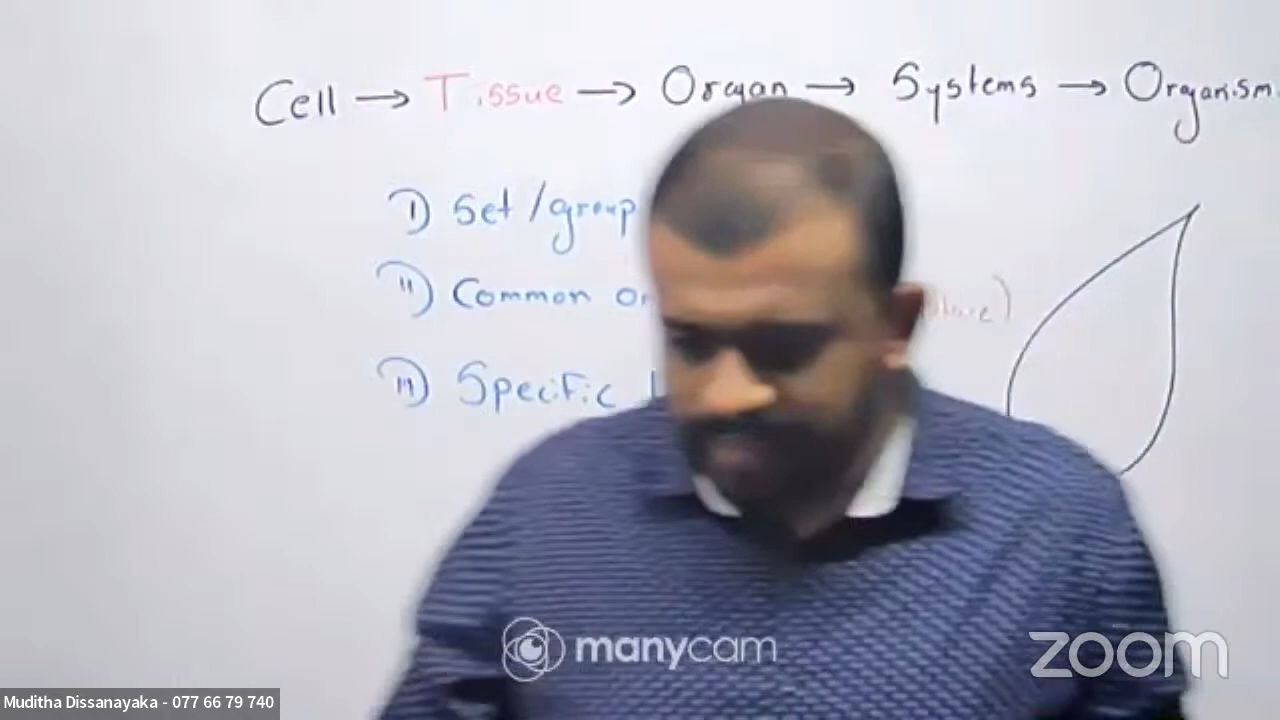 Cell → Tissue → Organ → Systems → Organism
I) Set / group
II) Common
III) Specific
manycam
zoom
Muditha Dissanayaka - 077 66 79 740